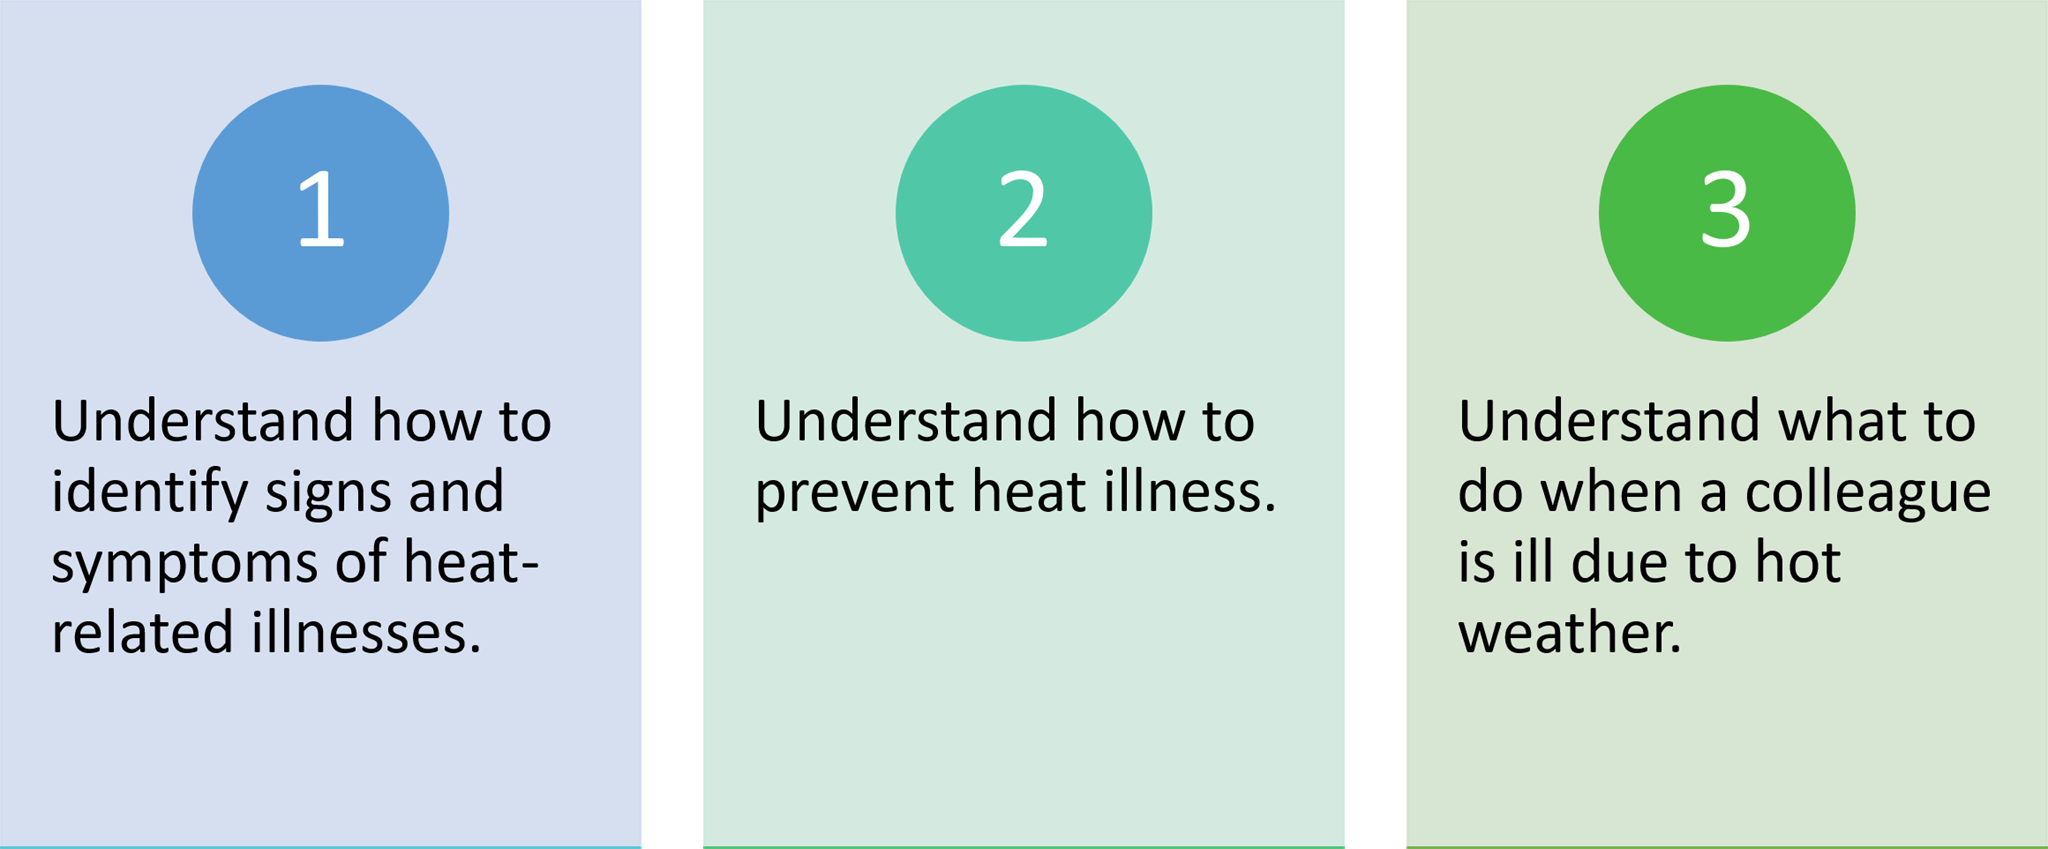 1
Understand how to
identify signs and
symptoms of heat-
related illnesses.
2
Understand how to
prevent heat illness.
3
Understand what to
do when a colleague
is ill due to hot
weather.